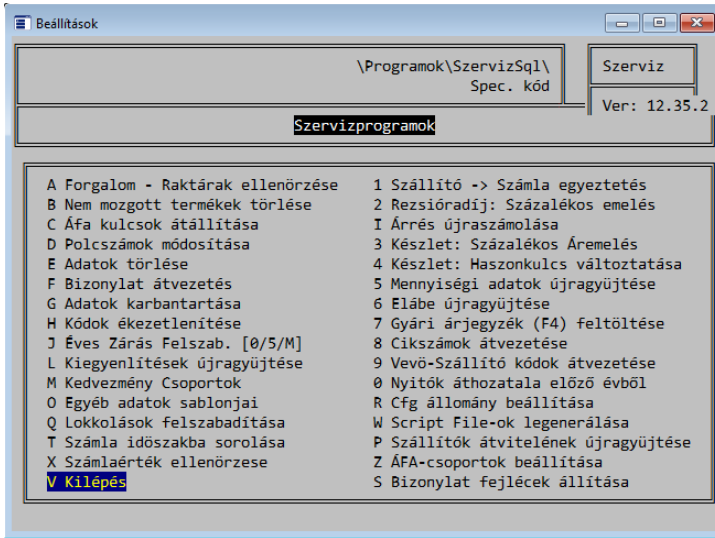 Beállítások
\Programok\SzervizSql\
Spec. kód
Szerviz
Ver: 12.35.2
Szervizprogramok
A Forgalom - Raktárak ellenörzése
B Nem mozgott termékek törlése
C Áfa kulcsok átállítása
D Polcszámok módosítása
E Adatok törlése
F Bizonylat átvezetés
G Adatok karbantartása
H Kódok ékezetlenítése
J Éves Zárás Felszab. [0/5/M]
L Kiegyenlítések újragyüjtése
M Kedvezmény Csoportok
O Egyéb adatok sablonjai
Q Lokkolások felszabadítása
T Számla idöszakba sorolása
X Számlaérték ellenörzese
V Kilépés
1 Szállító -> Számla egyeztetés
2 Rezsióradíj: Százalékos emelés
I Árrés újraszámolása
3 Készlet: Százalékos Áremelés
4 Készlet: Haszonkulcs változtatása
5 Mennyiségi adatok újragyüjtése
6 Elábe újragyüjtése
7 Gyári árjegyzék (F4) feltöltése
8 Cikszámok átvezetése
9 Vevö-Szállító kódok átvezetése
0 Nyitók áthozatala elözö évböl
R Cfg állomány beállítása
W Script File-ok legenerálása
P Szállítók átvitelének újragyüjtése
Z ÁFA-csoportok beállítása
S Bizonylat fejlécek állítása